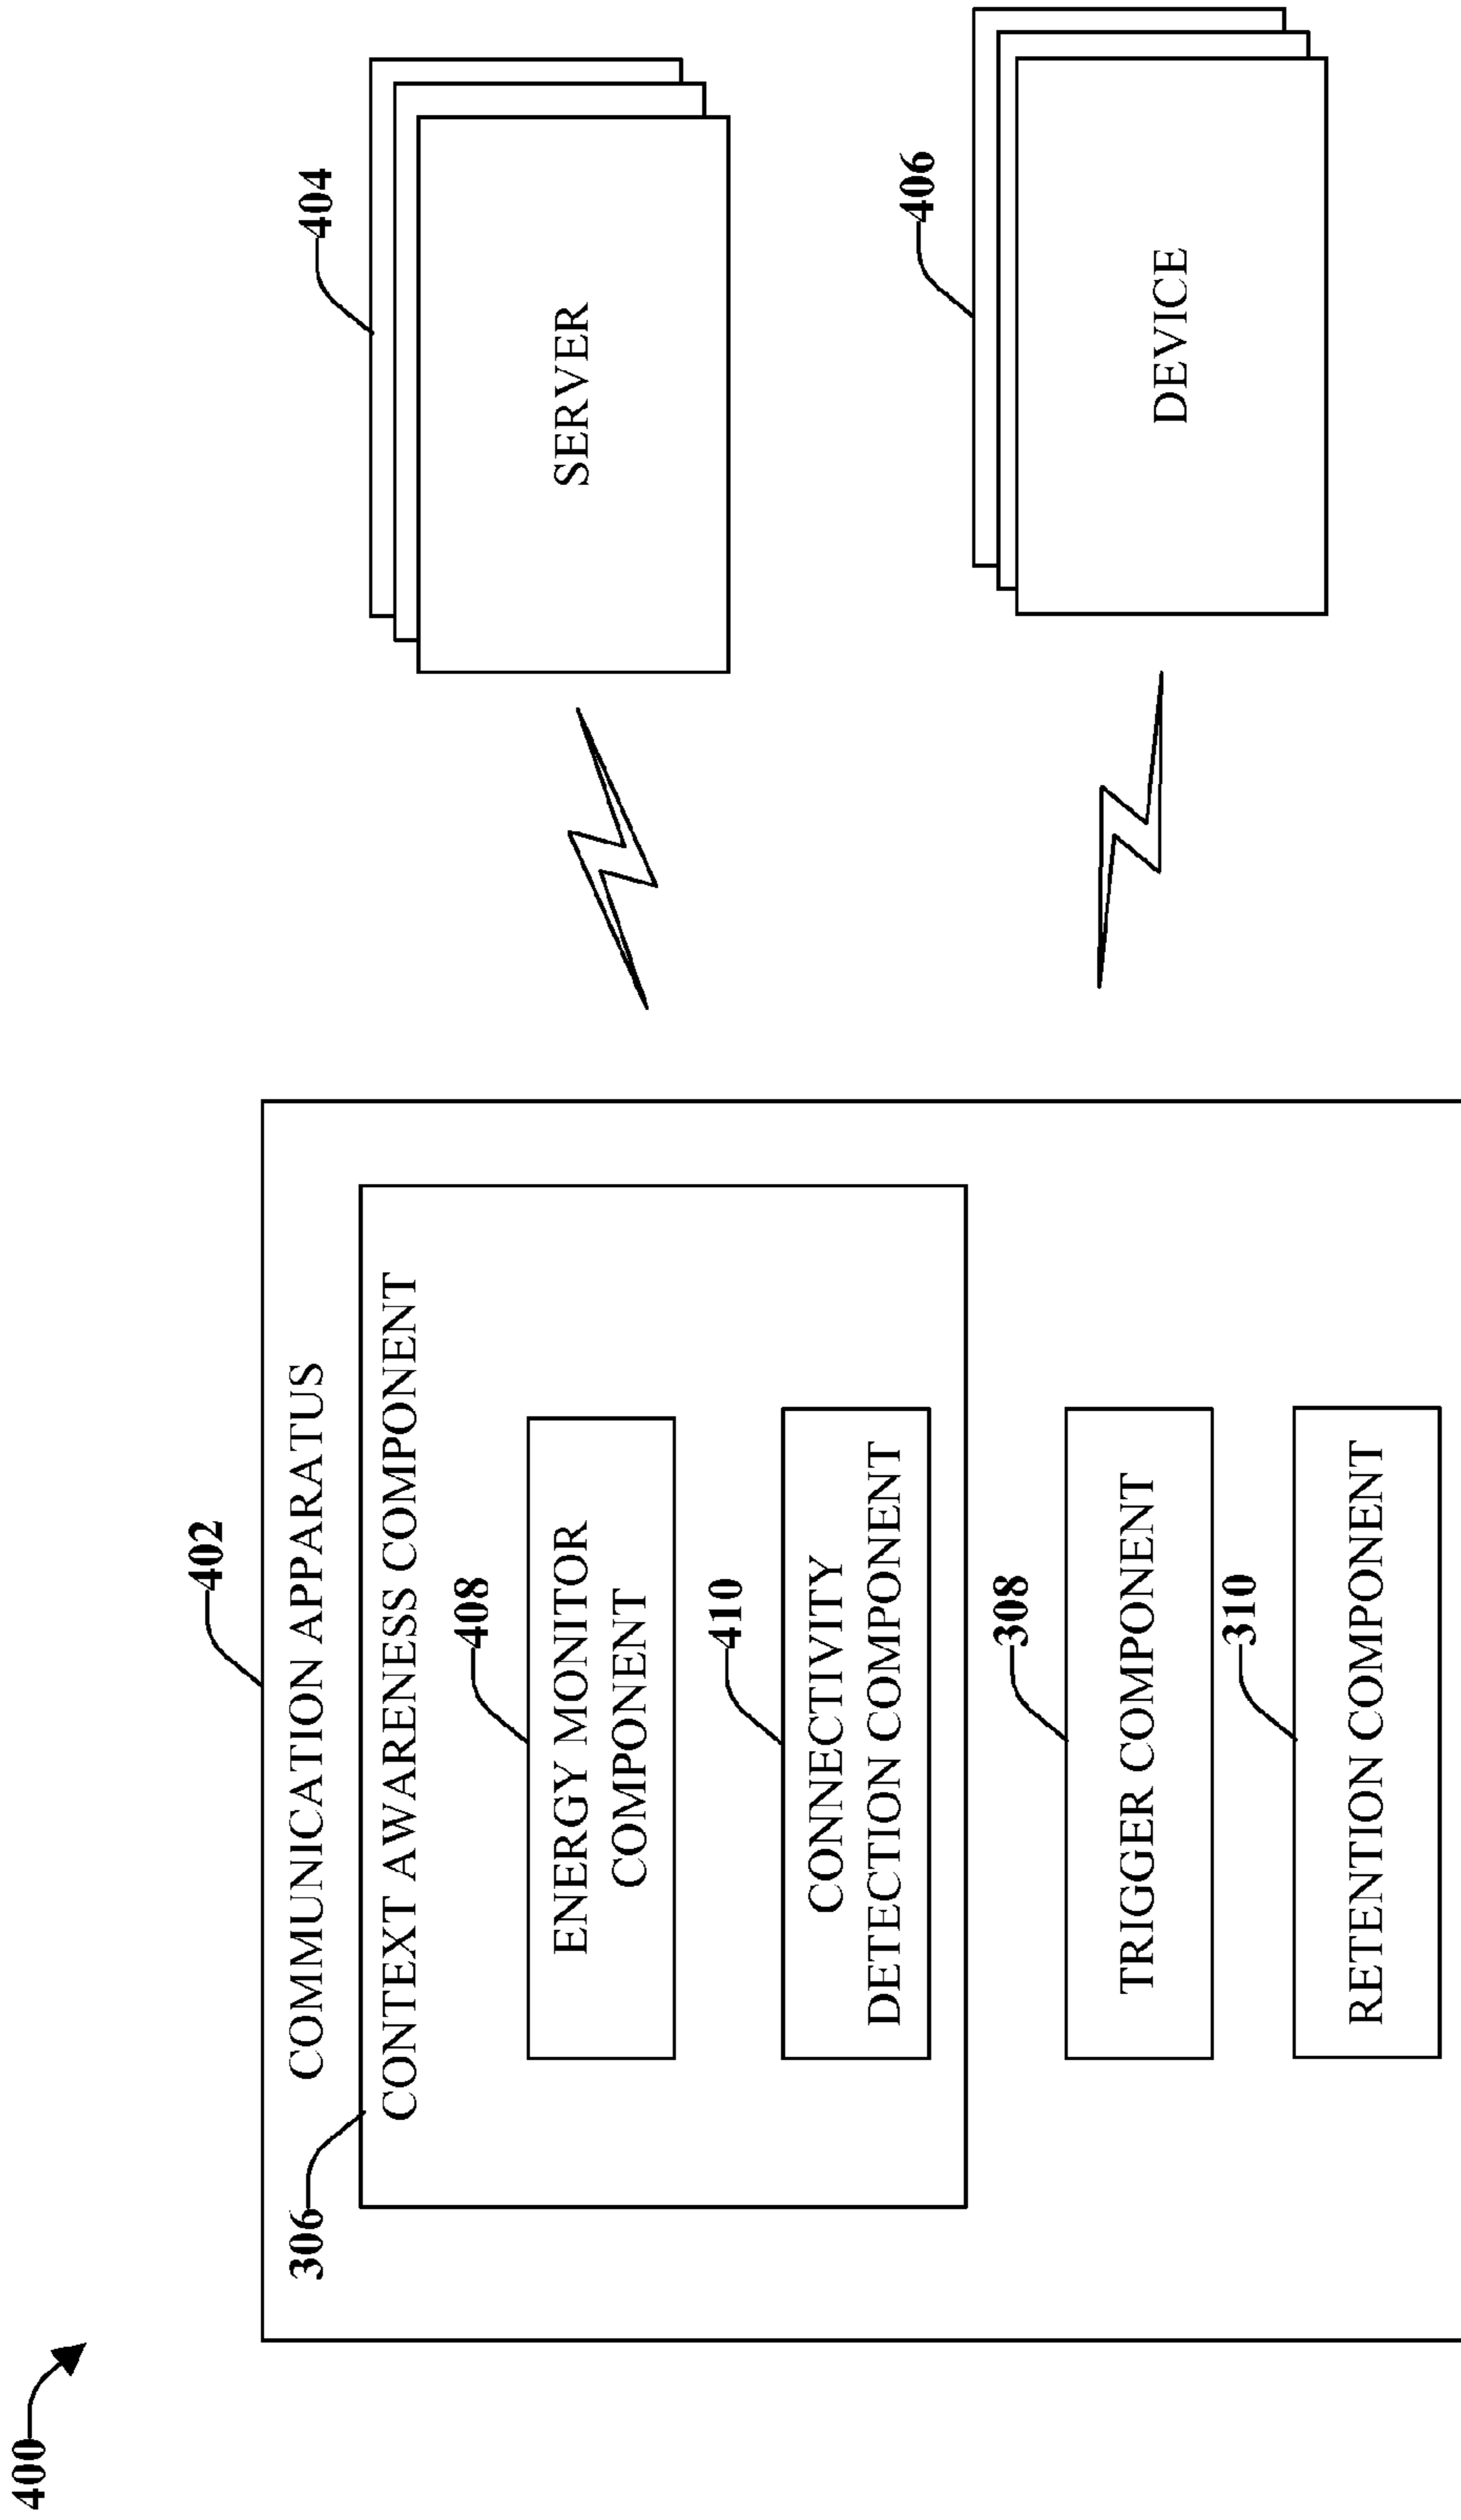 400
402
COMMUNICATION APPARATUS
306
CONTEXT AWARENESS COMPONENT
408
ENERGY MONITOR
COMPONENT
410
CONNECTIVITY
DETECTION COMPONENT
308
TRIGGER COMPONENT
310
RETENTION COMPONENT
404
SERVER
406
DEVICE